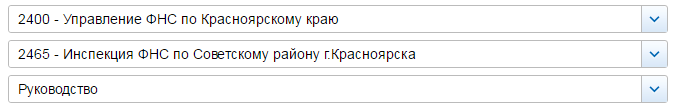 2400 - Управление ФНС по Красноярскому краю
2465 - Инспекция ФНС по Советскому району г.Красноярска
Руководство